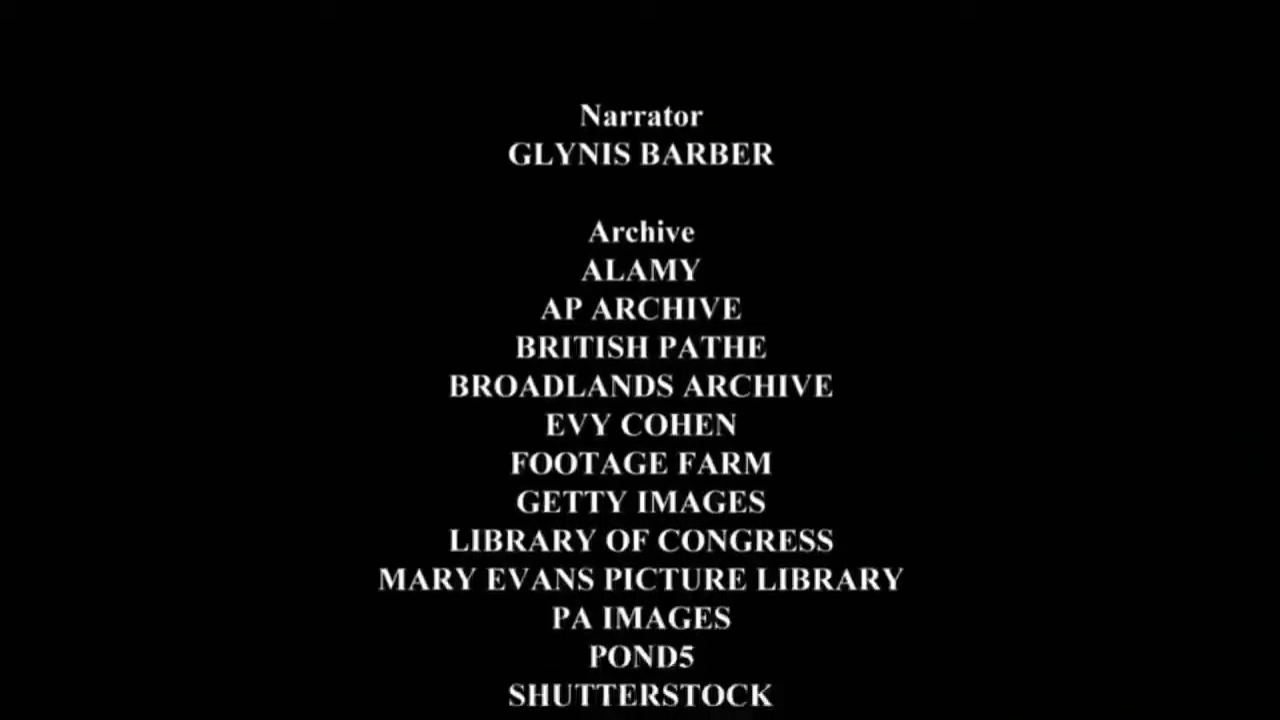 Narrator
GLYNIS BARBER
Archive
ALAMY
AP ARCHIVE
BRITISH PATHE
BROADLANDS ARCHIVE
EVY COHEN
FOOTAGE FARM
GETTY IMAGES
LIBRARY OF CONGRESS
MARY EVANS PICTURE LIBRARY
PA IMAGES
POND5
SHUTTERSTOCK